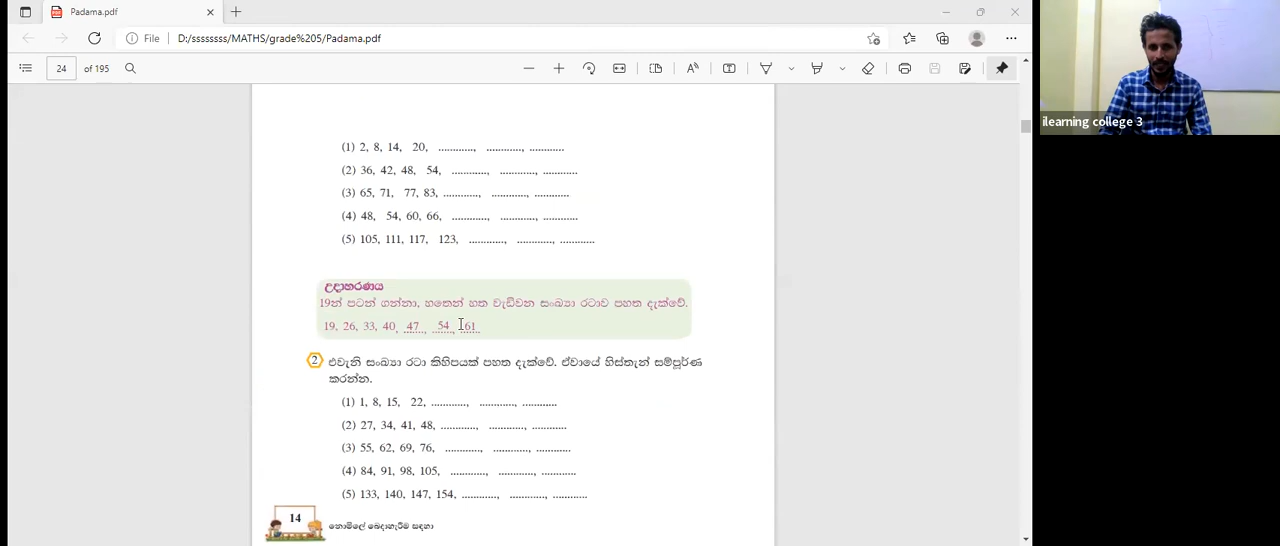 Padama.pdf
File D:/ssssssss/MATHS/grade%205/Padama.pdf
24 of 195
ilearning college 3
(1) 2, 8, 14, 20, ............, ............, ............
(2) 36, 42, 48, 54, ............, ............, ............
(3) 65, 71, 77, 83, ............, ............, ............
(4) 48, 54, 60, 66, ............, ............, ............
(5) 105, 111, 117, 123, ............, ............, ............
උදාහරණය
19න් පටන් ගන්නා, හතෙන් හත වැඩිවන සංඛ්‍යා රටාව පහත දැක්වේ.
19, 26, 33, 40, 47, 54, 61
2 එවැනි සංඛ්‍යා රටා කිහිපයක් පහත දැක්වේ. ඒවායේ හිස්තැන් සම්පූර්ණ
කරන්න.
(1) 1, 8, 15, 22, ............, ............, ............
(2) 27, 34, 41, 48, ............, ............, ............
(3) 55, 62, 69, 76, ............, ............, ............
(4) 84, 91, 98, 105, ............, ............, ............
(5) 133, 140, 147, 154, ............, ............, ............
14 නොමිලේ බෙදාහැරීම සඳහා